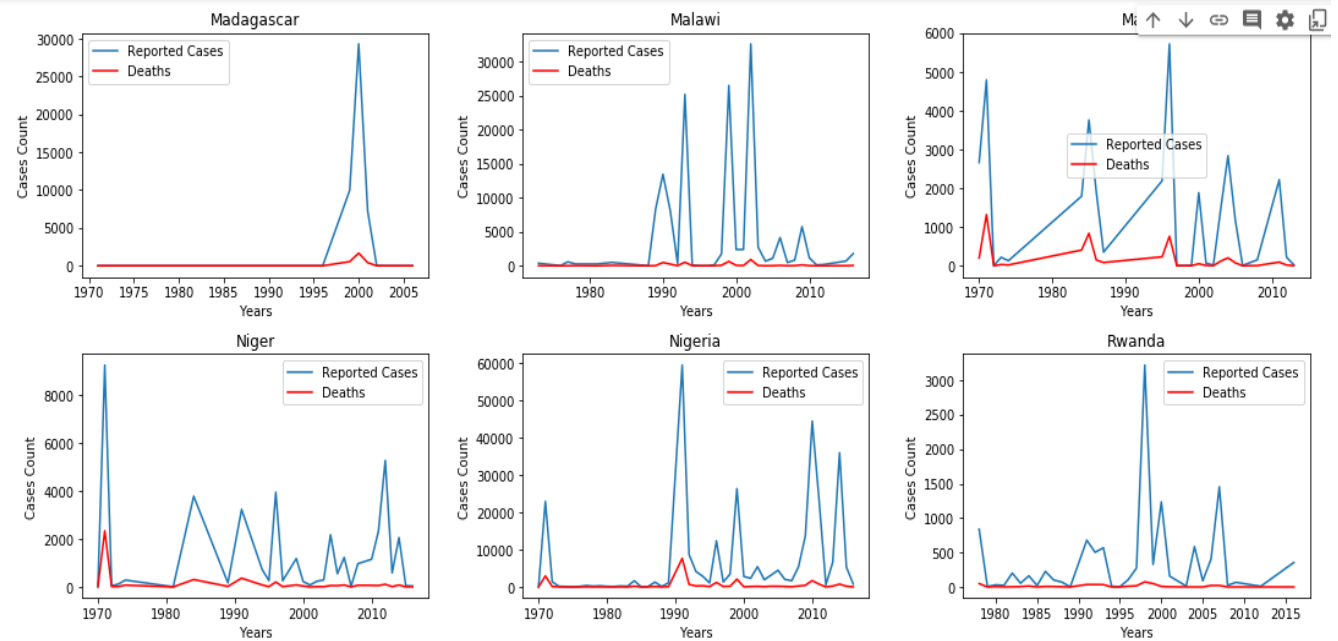 Madagascar
30000
25000
20000
15000
10000
5000
0
Cases Count
Reported Cases
Deaths
1970 1975 1980 1985 1990 1995 2000 2005
Years
Malawi
30000
25000
20000
15000
10000
5000
0
Cases Count
Reported Cases
Deaths
1980 1990 2000 2010
Years
Ma
6000
5000
4000
3000
2000
1000
0
Cases Count
Reported Cases
Deaths
1970 1980 1990 2000 2010
Years
Niger
8000
6000
4000
2000
0
Cases Count
Reported Cases
Deaths
1970 1980 1990 2000 2010
Years
Nigeria
60000
50000
40000
30000
20000
10000
0
Cases Count
Reported Cases
Deaths
1970 1980 1990 2000 2010
Years
Rwanda
3000
2500
2000
1500
1000
500
0
Cases Count
Reported Cases
Deaths
1980 1985 1990 1995 2000 2005 2010 2015
Years